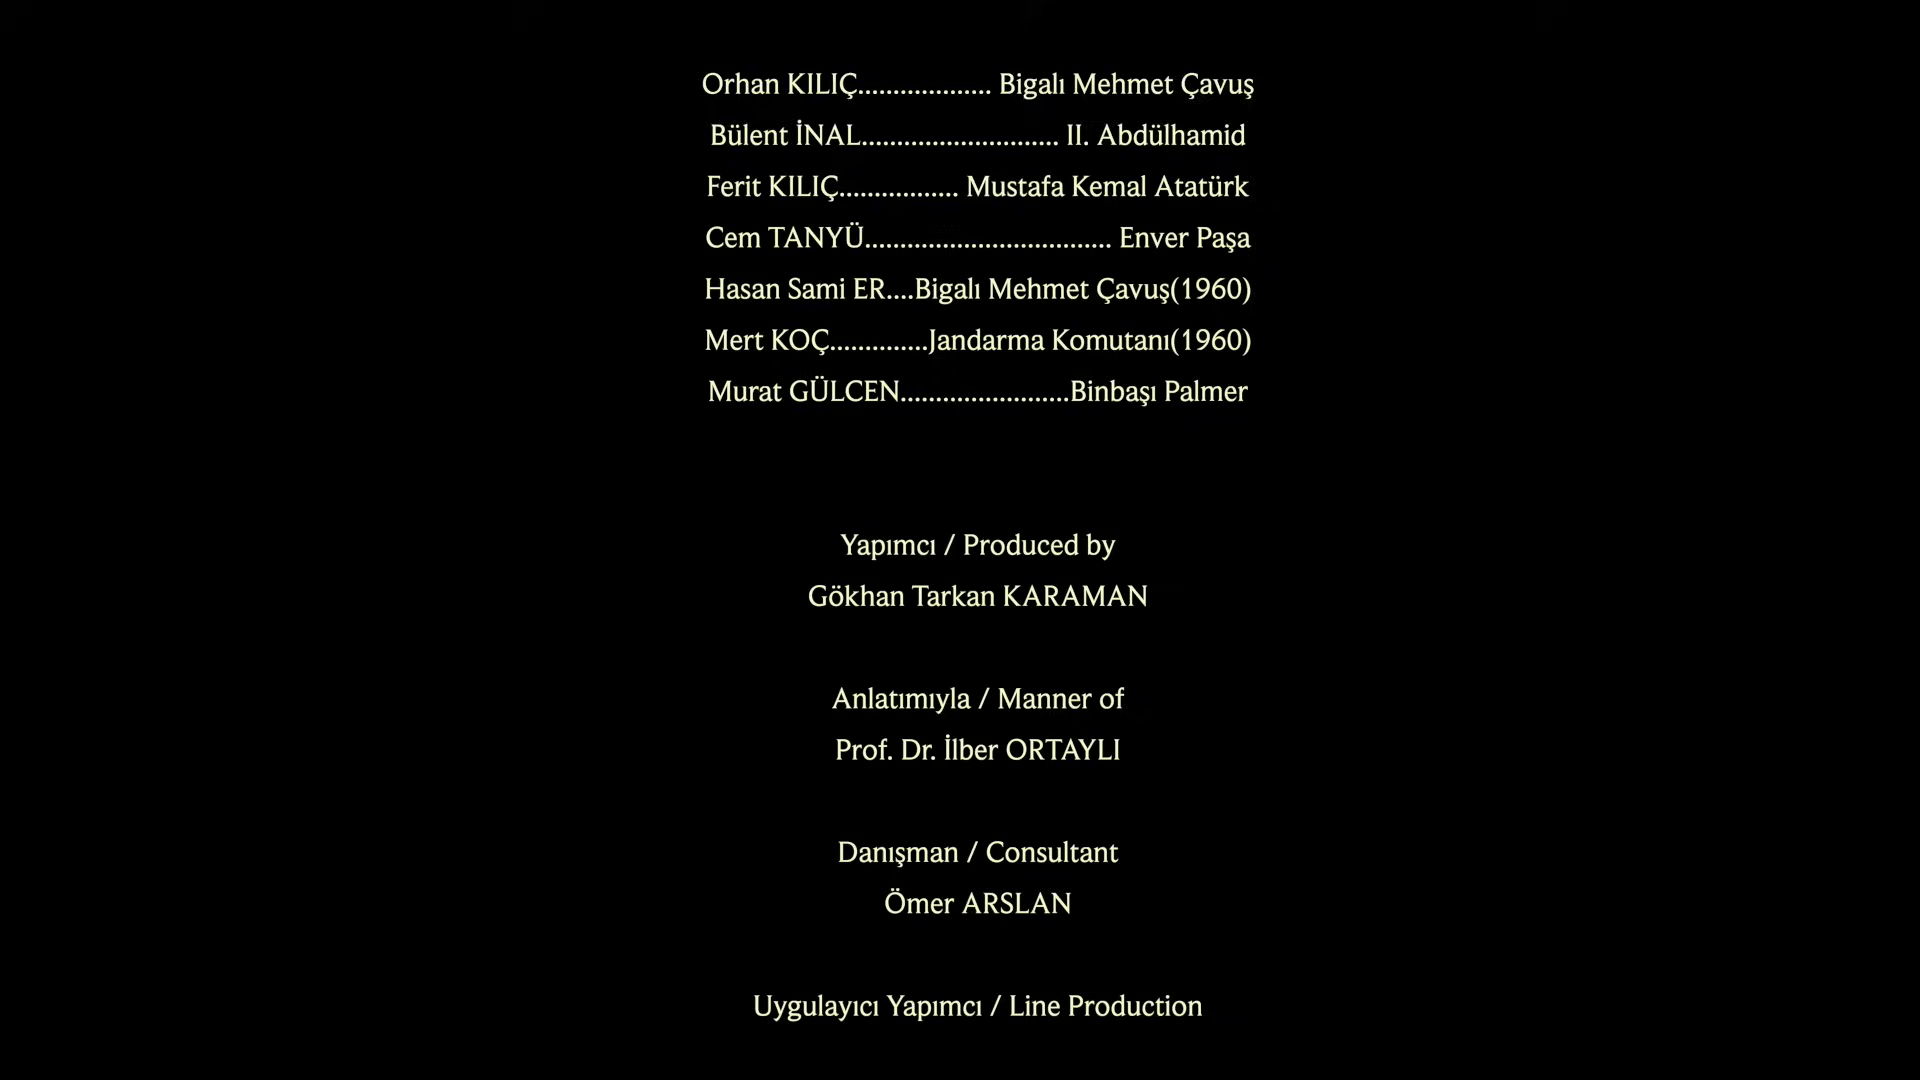 Orhan KILIÇ................... Bigalı Mehmet Çavuş
Bülent İNAL............................ II. Abdülhamid
Ferit KILIÇ................. Mustafa Kemal Atatürk
Cem TANYÜ................................... Enver Paşa
Hasan Sami ER....Bigalı Mehmet Çavuş(1960)
Mert KOÇ..............Jandarma Komutanı(1960)
Murat GÜLCEN........................Binbaşı Palmer
Yapımcı / Produced by
Gökhan Tarkan KARAMAN
Anlatımıyla / Manner of
Prof. Dr. İlber ORTAYLI
Danışman / Consultant
Ömer ARSLAN
Uygulayıcı Yapımcı / Line Production